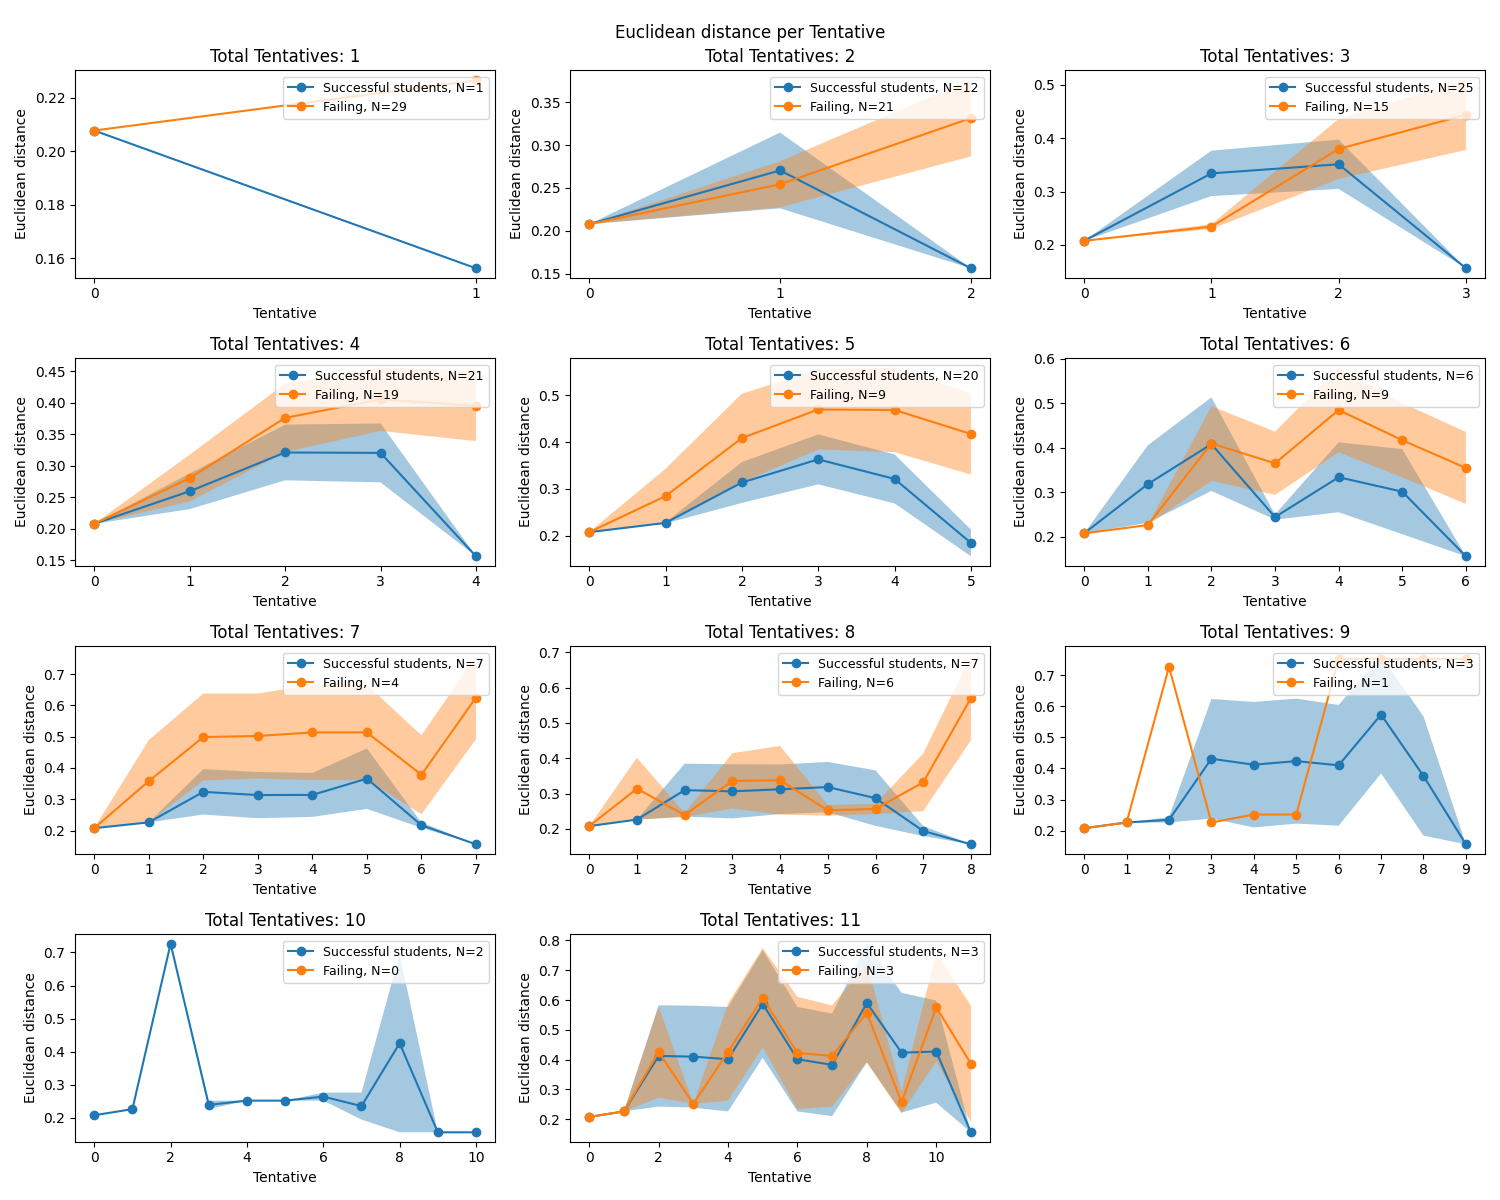 Euclidean distance per Tentative
Total Tentatives: 1
Euclidean distance
0.22
0.20
0.18
0.16
Successful students, N=1
Failing, N=29
0 1
Tentative
Total Tentatives: 2
Euclidean distance
0.35
0.30
0.25
0.20
0.15
Successful students, N=12
Failing, N=21
0 1 2
Tentative
Total Tentatives: 3
Euclidean distance
0.5
0.4
0.3
0.2
Successful students, N=25
Failing, N=15
0 1 2 3
Tentative
Total Tentatives: 4
Euclidean distance
0.45
0.40
0.35
0.30
0.25
0.20
0.15
Successful students, N=21
Failing, N=19
0 1 2 3 4
Tentative
Total Tentatives: 5
Euclidean distance
0.5
0.4
0.3
0.2
Successful students, N=20
Failing, N=9
0 1 2 3 4 5
Tentative
Total Tentatives: 6
Euclidean distance
0.6
0.5
0.4
0.3
0.2
Successful students, N=6
Failing, N=9
0 1 2 3 4 5 6
Tentative
Total Tentatives: 7
Euclidean distance
0.7
0.6
0.5
0.4
0.3
0.2
Successful students, N=7
Failing, N=4
0 1 2 3 4 5 6 7
Tentative
Total Tentatives: 8
Euclidean distance
0.7
0.6
0.5
0.4
0.3
0.2
Successful students, N=7
Failing, N=6
0 1 2 3 4 5 6 7 8
Tentative
Total Tentatives: 9
Euclidean distance
0.7
0.6
0.5
0.4
0.3
0.2
Successful students, N=3
Failing, N=1
0 1 2 3 4 5 6 7 8 9
Tentative
Total Tentatives: 10
Euclidean distance
0.7
0.6
0.5
0.4
0.3
0.2
Successful students, N=2
Failing, N=0
0 2 4 6 8 10
Tentative
Total Tentatives: 11
Euclidean distance
0.8
0.7
0.6
0.5
0.4
0.3
0.2
Successful students, N=3
Failing, N=3
0 2 4 6 8 10
Tentative